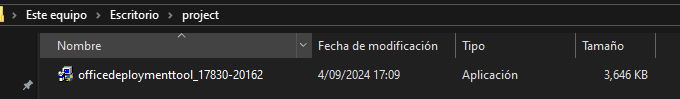 Este equipo > Escritorio > project
Nombre Fecha de modificación Tipo Tamaño
officedeploymenttool_17830-20162 4/09/2024 17:09 Aplicación 3,646 KB